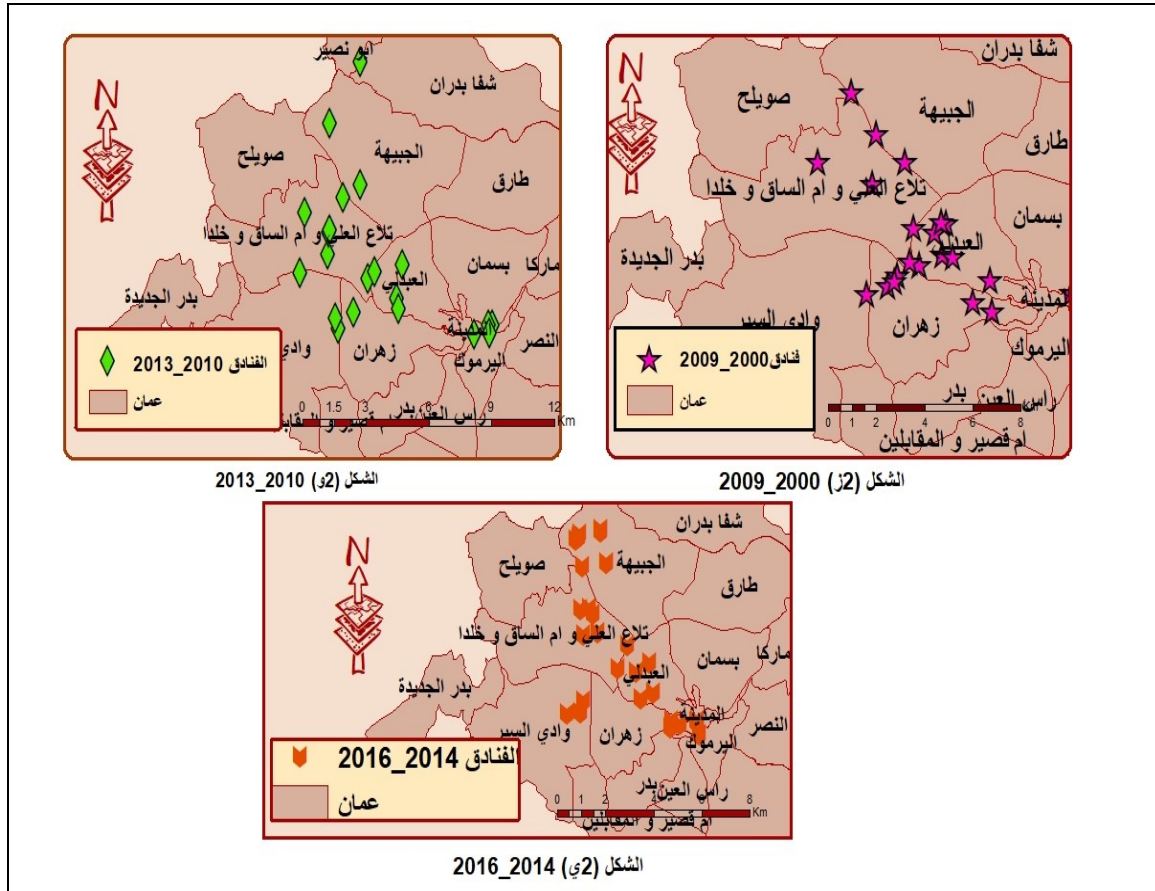 ابو نصير
شفا بدران
صويلح
الجبيهة
طارق
تلاع العلي و ام الساق و خلدا
بسمان
ماركا
العبدلي
بدر الجديدة
المدينة
النصر
زهران
وادي
اليرموك
N
الفنادق 2010_2013
عمان
راس العين
بدر
0 1.5 3 6 9 12
Km
الشكل (2و) 2010_2013
شفا بدران
صويلح
الجبيهة
طارق
تلاع العلي و ام الساق و خلدا
بسمان
العبدلي
بدر الجديدة
المدينة
وادي السير
زهران
اليرموك
N
فنادق 2000_2009
عمان
راس العين
بدر
0 1 2 4 6 8
ام قصير و المقابلين
الشكل (2ز) 2000_2009
شفا بدران
صويلح
الجبيهة
طارق
تلاع العلي و ام الساق و خلدا
بسمان
ماركا
العبدلي
بدر الجديدة
المدينة
النصر
وادي السير
زهران
اليرموك
N
الفنادق 2014_2016
عمان
راس العين
بدر
0 1 2 4 6 8
Km
ام قصير و المقابلين
الشكل (2ي) 2014_2016